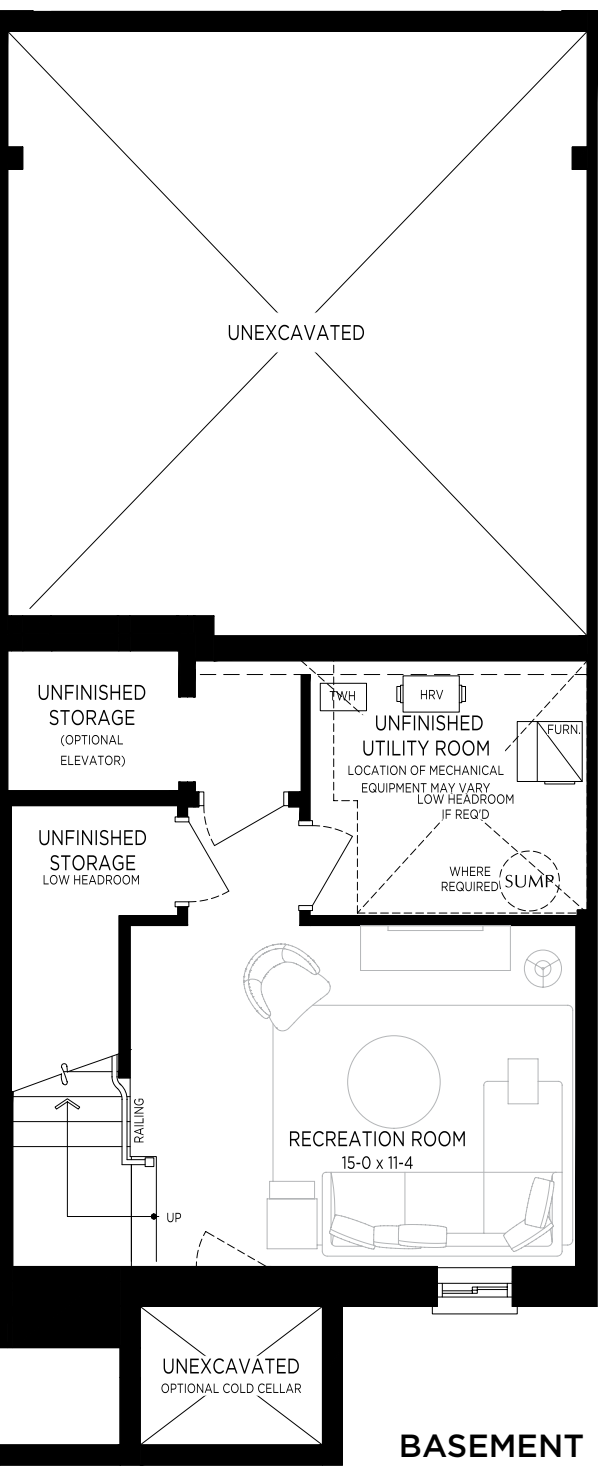 UNEXCAVATED
UNFINISHED
STORAGE
(OPTIONAL
ELEVATOR)
TWH
HRV
FURN.
UNFINISHED
UTILITY ROOM
LOCATION OF MECHANICAL
EQUIPMENT MAY VARY
LOW HEADROOM
IF REQ'D
WHERE
REQUIRED
SUMP
UNFINISHED
STORAGE
LOW HEADROOM
RAILING
UP
RECREATION ROOM
15-0 x 11-4
UNEXCAVATED
OPTIONAL COLD CELLAR
BASEMENT